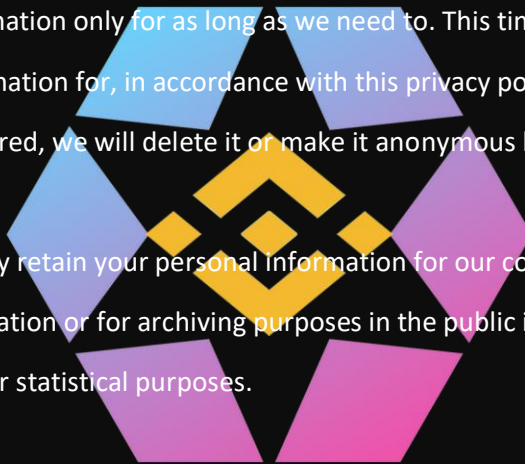 mation only for as long as we need to. This tim
nation for, in accordance with this privacy po
red, we will delete it or make it anonymous
y retain your personal information for our co
ation or for archiving purposes in the public i
r statistical purposes.